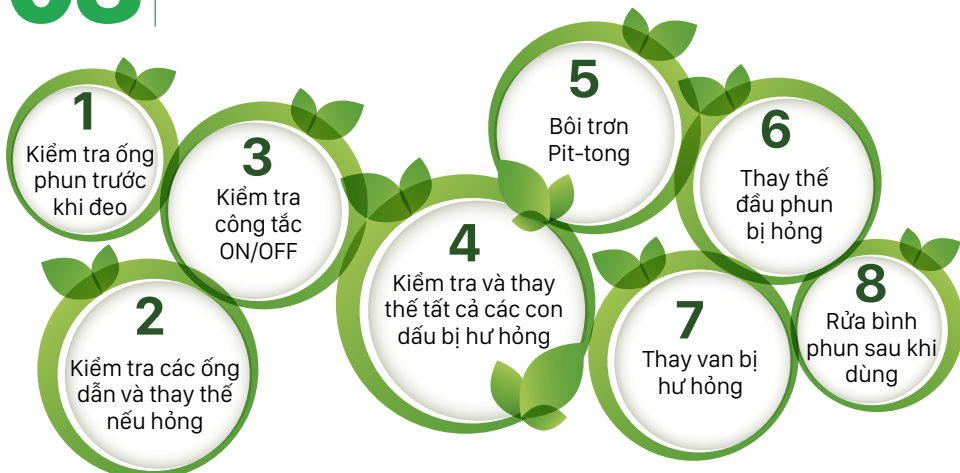 1
Kiểm tra ống
phun trước
khi đeo
2
Kiểm tra các ống
dẫn và thay thế
nếu hỏng
3
Kiểm tra
công tắc
ON/OFF
4
Kiểm tra và thay
thế tất cả các con
dấu bị hư hỏng
5
Bôi trơn
Pit-tong
6
Thay thế
đầu phun
bị hỏng
7
Thay van bị
hư hỏng
8
Rửa bình
phun sau khi
dùng